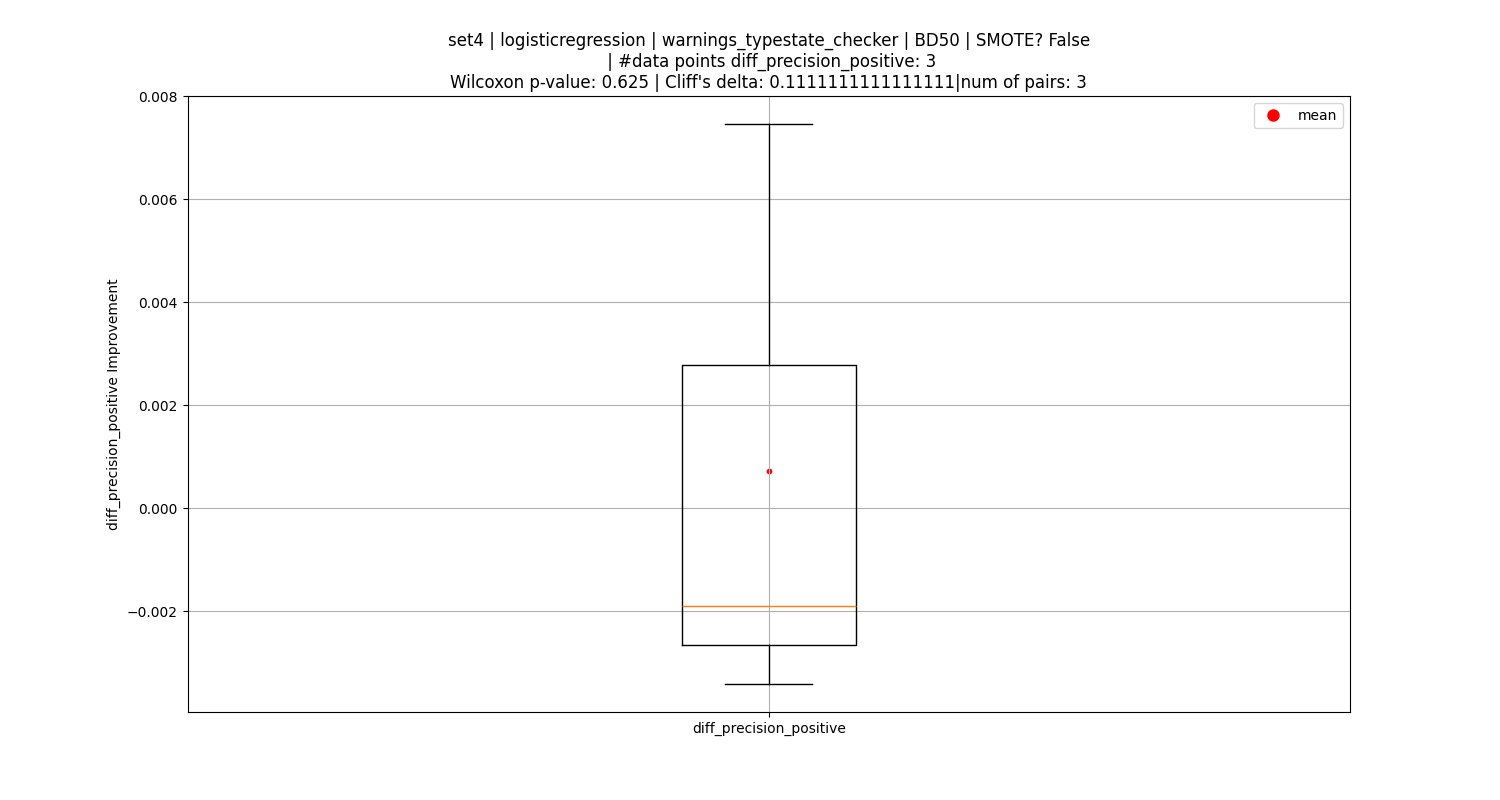 set4 | logisticregression | warnings_typestate_checker | BD50 | SMOTE? False
| #data points diff_precision_positive: 3
Wilcoxon p-value: 0.625 | Cliff's delta: 0.1111111111111111|num of pairs: 3
mean
0.008
0.006
0.004
0.002
0.000
−0.002
diff_precision_positive Improvement
diff_precision_positive